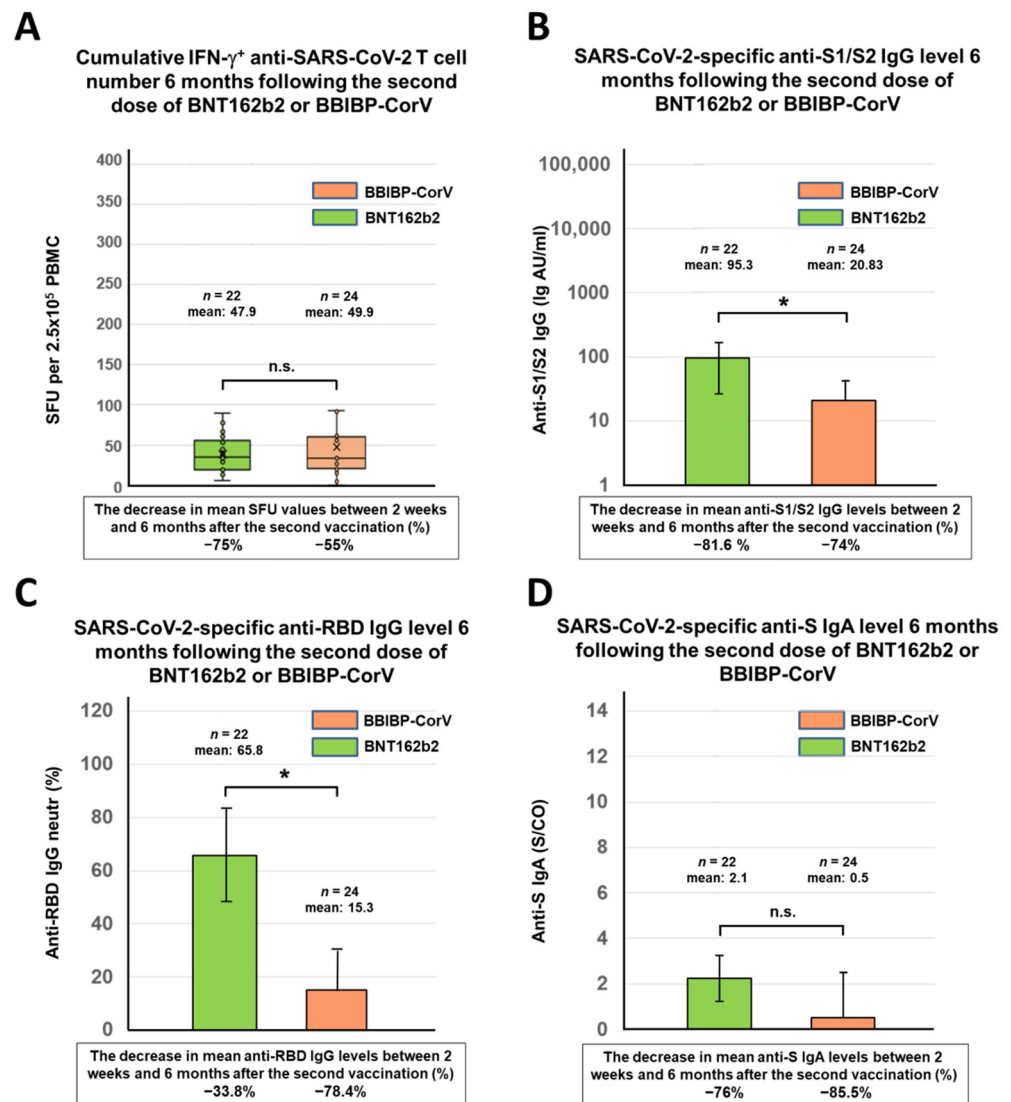 A
Cumulative IFN-γ⁺ anti-SARS-CoV-2 T cell
number 6 months following the second
dose of BNT162b2 or BBIBP-CorV
SFU per 2.5x10⁵ PBMC
400
350
300
250
200
150
100
50
0
BBIBP-CorV
BNT162b2
n = 22
mean: 47.9
n = 24
mean: 49.9
n.s.
The decrease in mean SFU values between 2 weeks
and 6 months after the second vaccination (%)
−75% −55%
B
SARS-CoV-2-specific anti-S1/S2 IgG level 6
months following the second dose of
BNT162b2 or BBIBP-CorV
Anti-S1/S2 IgG (lg AU/ml)
100,000
10,000
1000
100
10
1
BBIBP-CorV
BNT162b2
n = 22
mean: 95.3
n = 24
mean: 20.83
*
The decrease in mean anti-S1/S2 IgG levels between 2
weeks and 6 months after the second vaccination (%)
−81.6 % −74%
C
SARS-CoV-2-specific anti-RBD IgG level 6
months following the second dose of
BNT162b2 or BBIBP-CorV
Anti-RBD IgG neutr (%)
120
100
80
60
40
20
0
BBIBP-CorV
BNT162b2
n = 22
mean: 65.8
*
n = 24
mean: 15.3
The decrease in mean anti-RBD IgG levels between 2
weeks and 6 months after the second vaccination (%)
−33.8% −78.4%
D
SARS-CoV-2-specific anti-S IgA level 6 months
following the second dose of BNT162b2 or
BBIBP-CorV
Anti-S IgA (S/CO)
14
12
10
8
6
4
2
0
BBIBP-CorV
BNT162b2
n = 22
mean: 2.1
n = 24
mean: 0.5
n.s.
The decrease in mean anti-S IgA levels between 2
weeks and 6 months after the second vaccination (%)
−76% −85.5%